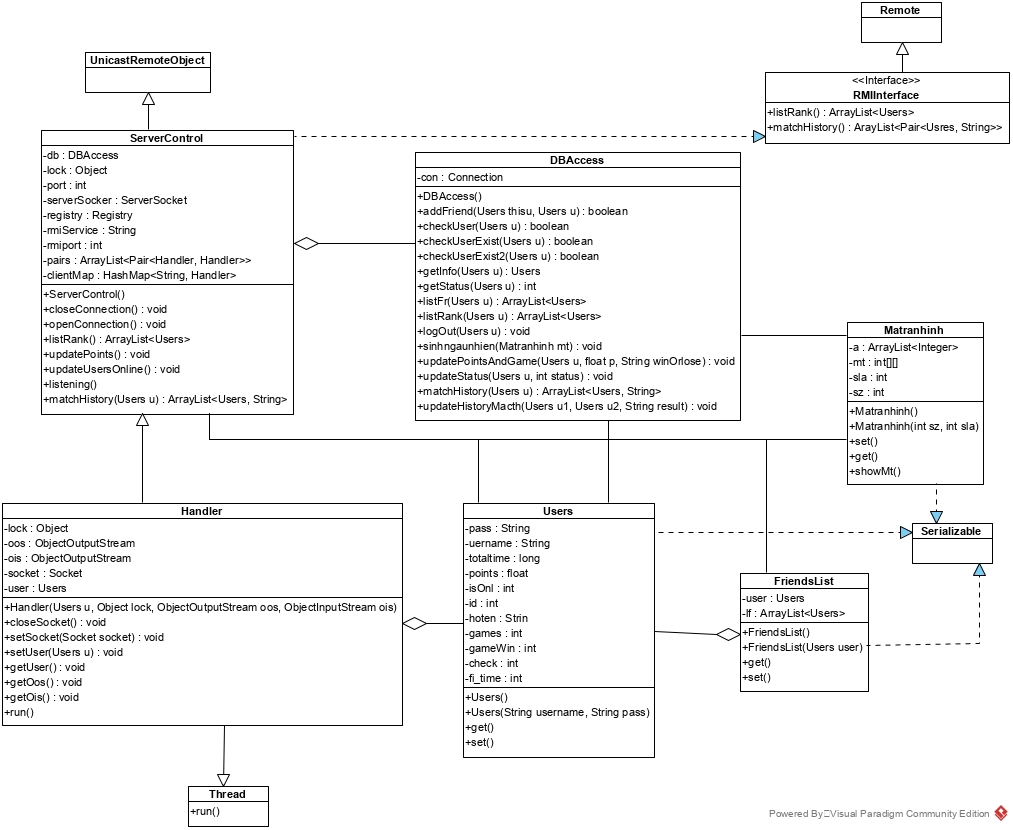 Remote
UnicastRemoteObject
<<Interface>>
RMIInterface
+listRank() : ArrayList<Users>
+matchHistory() : ArayList<Pair<Usres, String>>
ServerControl
-db : DBAccess
-lock : Object
-port : int
-serverSocker : ServerSocket
-registry : Registry
-rmiService : String
-rmiport : int
-pairs : ArrayList<Pair<Handler, Handler>>
-clientMap : HashMap<String, Handler>
+ServerControl()
+closeConnection() : void
+openConnection() : void
+listRank() : ArrayList<Users>
+updatePoints() : void
+updateUsersOnline() : void
+listening()
+matchHistory(Users u) : ArrayList<Users, String>
DBAccess
-con : Connection
+DBAccess()
+addFriend(Users thisu, Users u) : boolean
+checkUser(Users u) : boolean
+checkUserExist(Users u) : boolean
+checkUserExist2(Users u) : boolean
+getInfo(Users u) : Users
+getStatus(Users u) : int
+listFr(Users u) : ArrayList<Users>
+listRank(Users u) : ArrayList<Users>
+logOut(Users u) : void
+sinhngaunhien(Matranhinh mt) : void
+updatePointsAndGame(Users u, float p, String winOrlose) : void
+updateStatus(Users u, int status) : void
+matchHistory(Users u) : ArrayList<Users, String)
+updateHistoryMacth(Users u1, Users u2, String result) : void
Matranhinh
-a : ArrayList<Integer>
-mt : int[][]
-sla : int
-sz : int
+Matranhinh()
+Matranhinh(int sz, int sla)
+set()
+get()
+showMt()
Handler
-lock : Object
-oos : ObjectOutputStream
-ois : ObjectOutputStream
-socket : Socket
-user : Users
+Handler(Users u, Object lock, ObjectOutputStream oos, ObjectInputStream ois)
+closeSocket() : void
+setSocket(Socket socket) : void
+setUser(Users u) : void
+getUser() : void
+getOos() : void
+getOis() : void
+run()
Users
-pass : String
-uername : String
-totaltime : long
-points : float
-isOnl : int
-id : int
-hoten : Strin
-games : int
-gameWin : int
-check : int
-fi_time : int
+Users()
+Users(String username, String pass)
+get()
+set()
Serializable
FriendsList
-user : Users
-lf : ArrayList<Users>
+FriendsList()
+FriendsList(Users user)
+get()
+set()
Thread
+run()
Powered By Visual Paradigm Community Edition